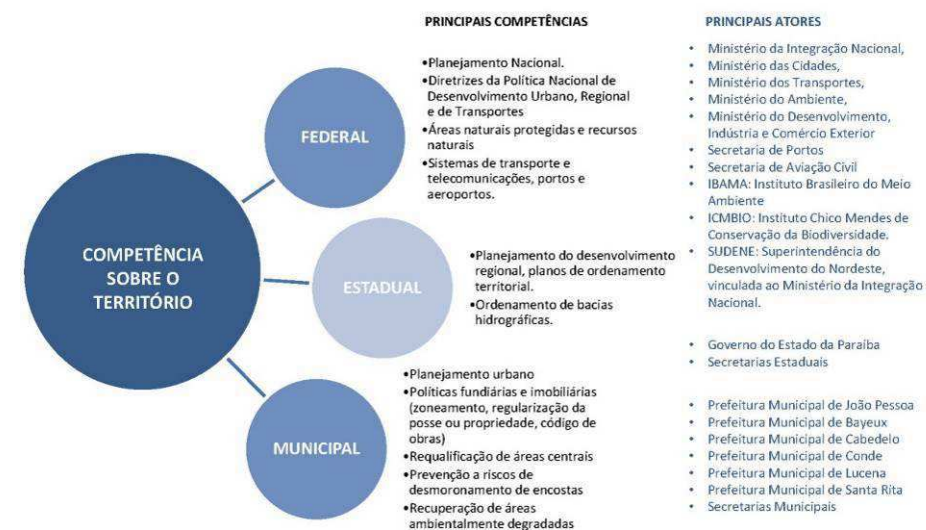 PRINCIPAIS COMPETÊNCIAS
PRINCIPAIS ATORES
COMPETÊNCIA
SOBRE O
TERRITÓRIO
FEDERAL
•Planejamento Nacional.
•Diretrizes da Política Nacional de
Desenvolvimento Urbano, Regional
e de Transportes
•Áreas naturais protegidas e recursos
naturais
•Sistemas de transporte e
telecomunicações, portos e
aeroportos.
• Ministério da Integração Nacional,
• Ministério das Cidades,
• Ministério dos Transportes,
• Ministério do Ambiente,
• Ministério do Desenvolvimento,
Indústria e Comércio Exterior
• Secretaria de Portos
• Secretaria de Aviação Civil
• IBAMA: Instituto Brasileiro do Meio
Ambiente
• ICMBIO: Instituto Chico Mendes de
Conservação da Biodiversidade.
• SUDENE: Superintendência do
Desenvolvimento do Nordeste,
vinculada ao Ministério da Integração
Nacional.
ESTADUAL
•Planejamento do desenvolvimento
regional, planos de ordenamento
territorial.
•Ordenamento de bacias
hidrográficas.
• Governo do Estado da Paraíba
• Secretarias Estaduais
MUNICIPAL
•Planejamento urbano
•Políticas fundiárias e imobiliárias
(zoneamento, regularização da
posse ou propriedade, código de
obras)
•Requalificação de áreas centrais
•Prevenção a riscos de
desmoronamento de encostas
•Recuperação de áreas
ambientalmente degradadas
• Prefeitura Municipal de João Pessoa
• Prefeitura Municipal de Bayeux
• Prefeitura Municipal de Cabedelo
• Prefeitura Municipal de Conde
• Prefeitura Municipal de Lucena
• Prefeitura Municipal de Santa Rita
• Secretarias Municipais